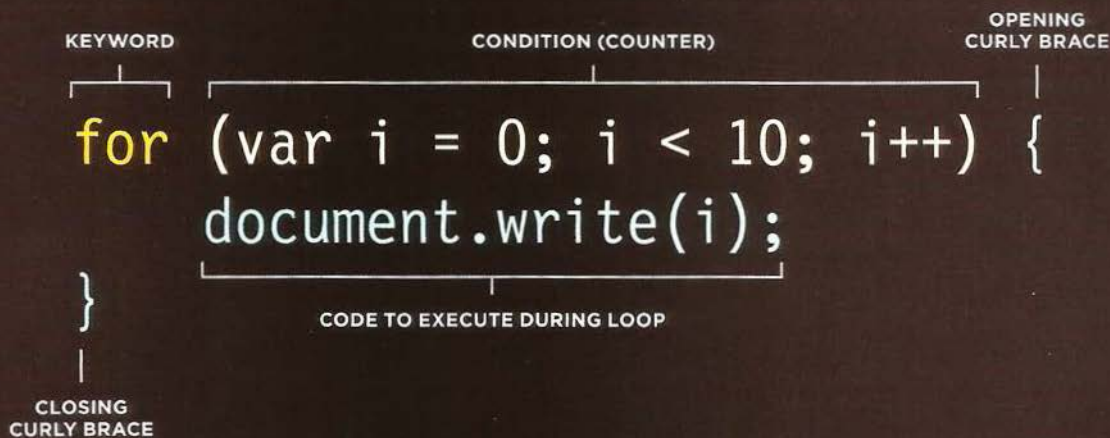 KEYWORD
CONDITION (COUNTER)
OPENING
CURLY BRACE
for (var i = 0; i < 10; i++) {
document.write(i);
}
CODE TO EXECUTE DURING LOOP
CLOSING
CURLY BRACE